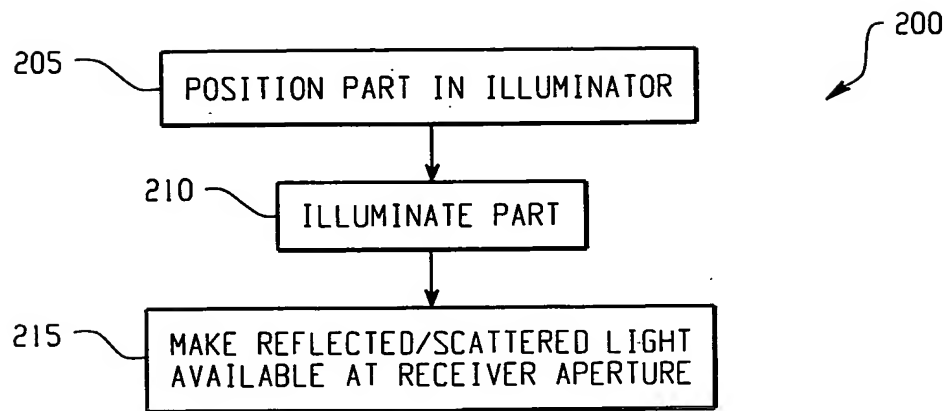 200
205
POSITION PART IN ILLUMINATOR
210
ILLUMINATE PART
215
MAKE REFLECTED/SCATTERED LIGHT
AVAILABLE AT RECEIVER APERTURE